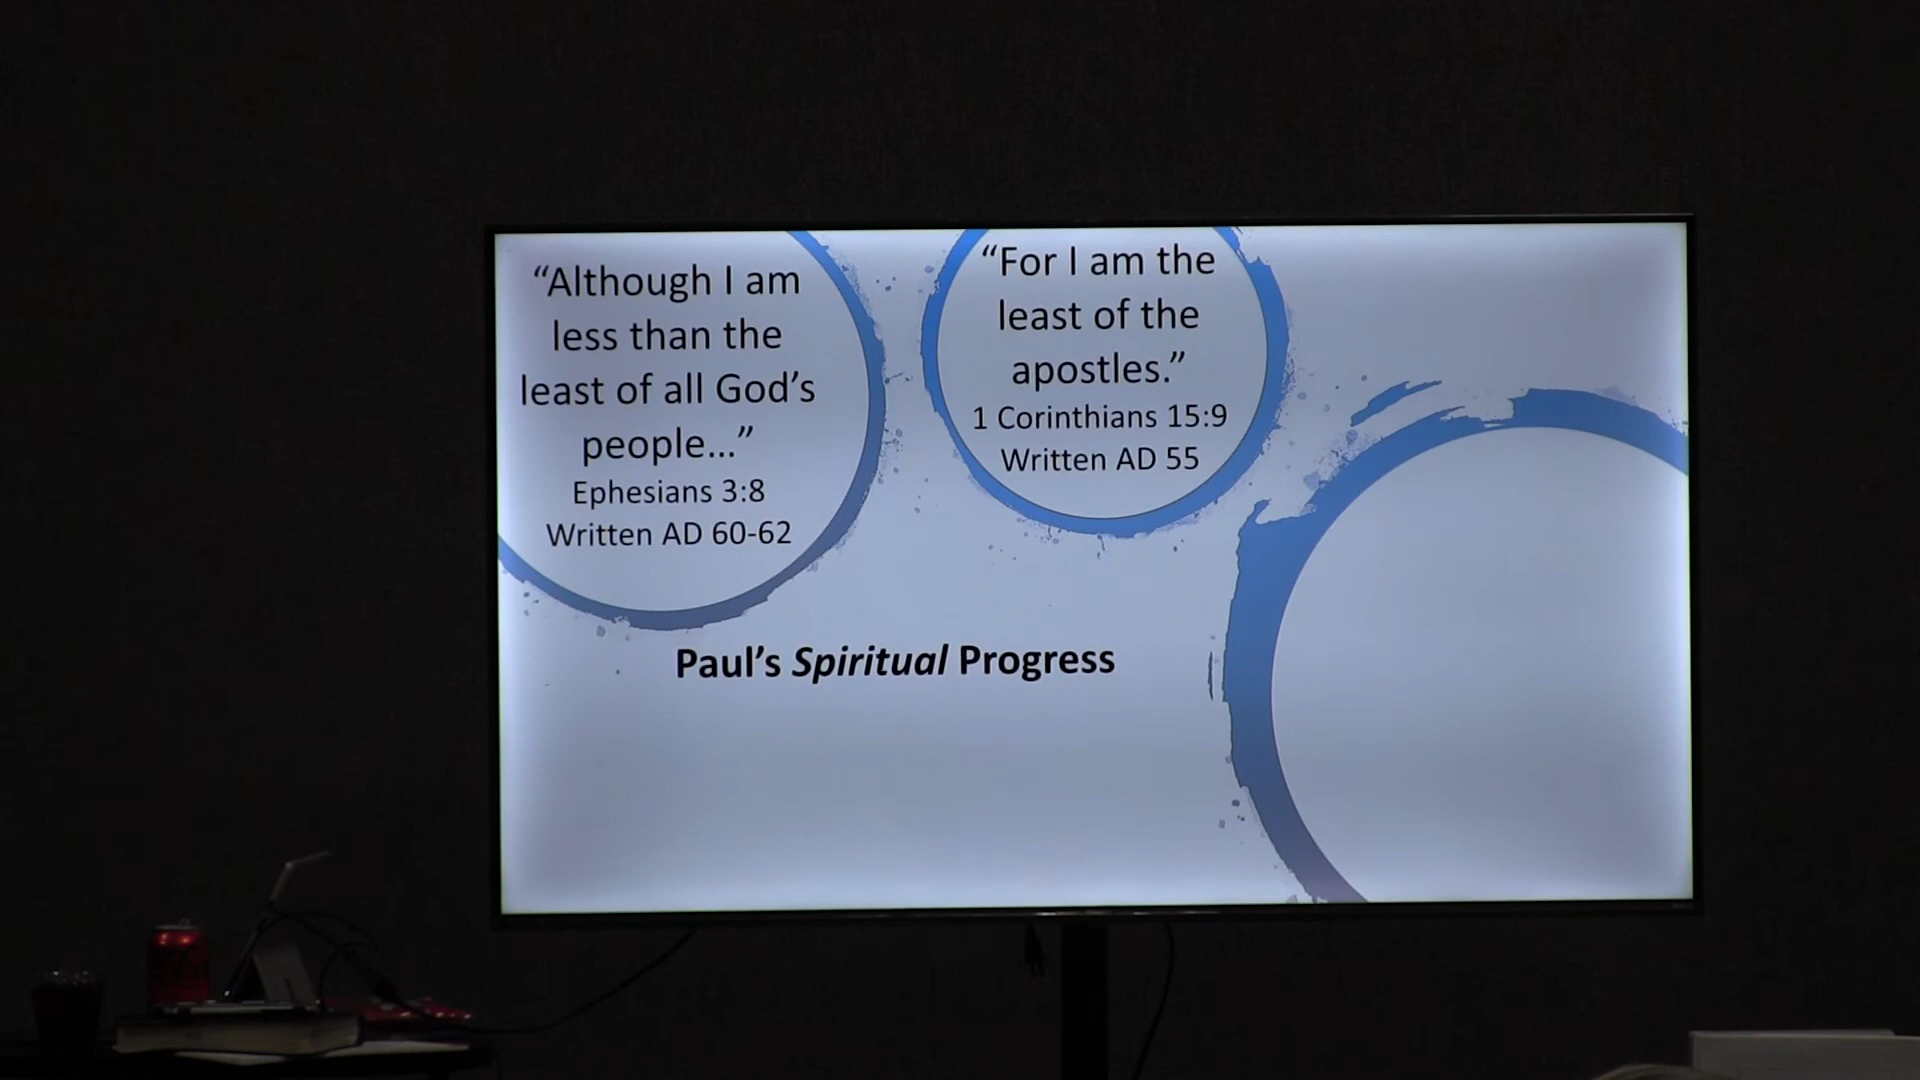 “Although I am
less than the
least of all God’s
people...”
Ephesians 3:8
Written AD 60-62
“For I am the
least of the
apostles.”
1 Corinthians 15:9
Written AD 55
Paul’s Spiritual Progress